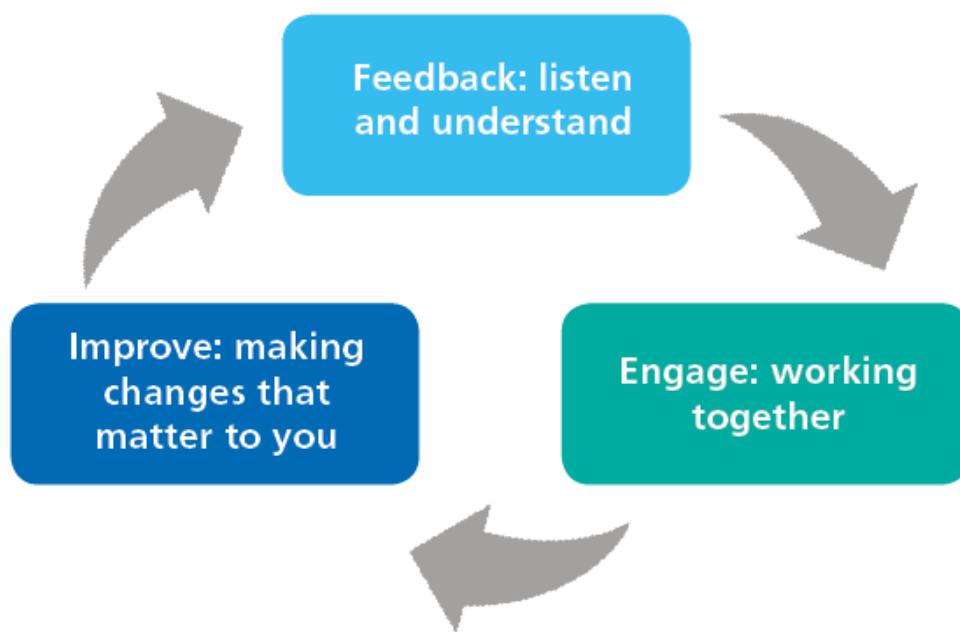 Feedback: listen
and understand
Engage: working
together
Improve: making
changes that
matter to you